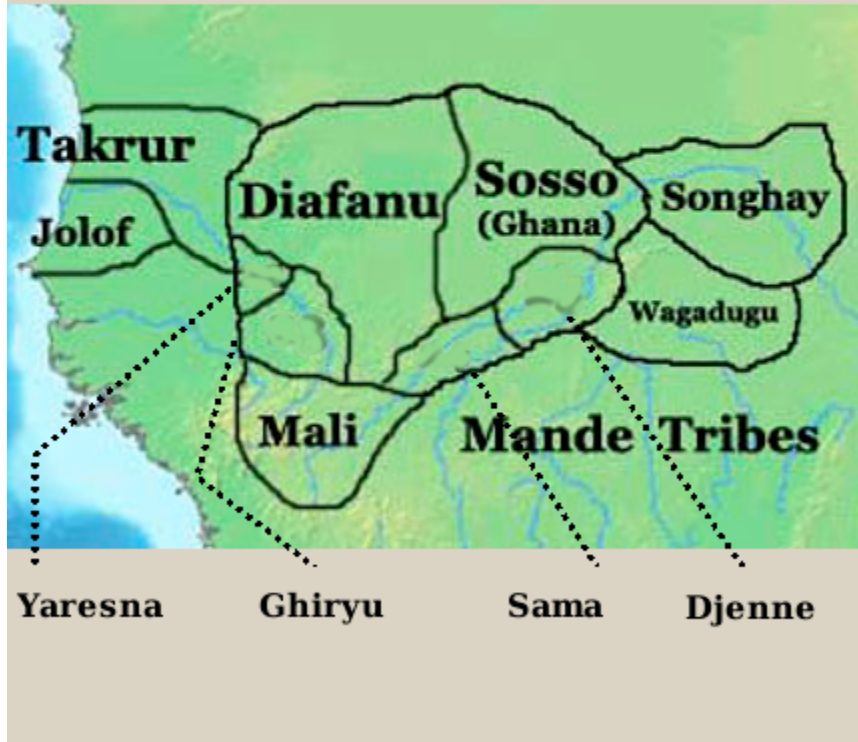 Takrur
Diafanu
Sosso
(Ghana)
Songhay
Jolof
Wagadugu
Mali
Mande Tribes
Yaresna
Ghiryu
Sama
Djenne